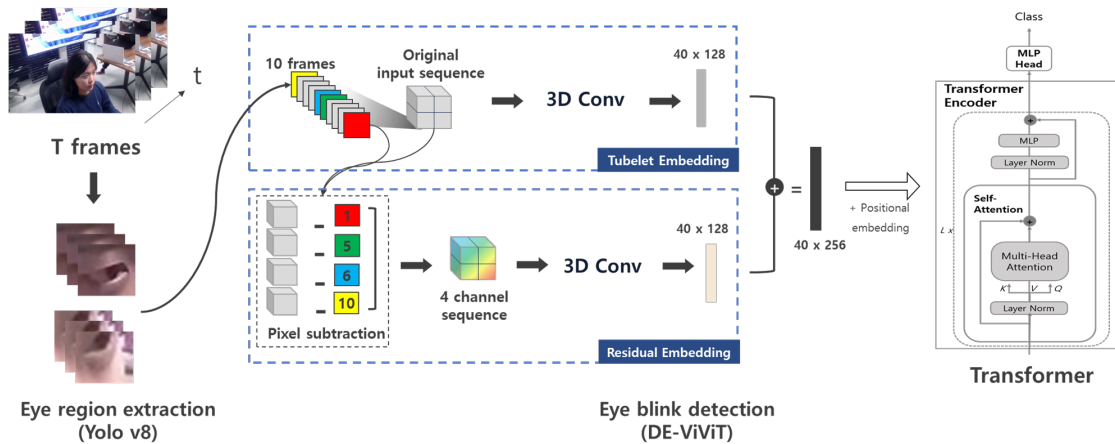 t
T frames
Eye region extraction
(Yolo v8)
10 frames
Original
input sequence
3D Conv
40 x 128
Tubelet Embedding
1
5
6
10
Pixel subtraction
4 channel
sequence
3D Conv
40 x 128
Residual Embedding
Eye blink detection
(DE-ViViT)
+
=
40 x 256
+ Positional
embedding
Class
MLP
Head
Transformer
Encoder
+
MLP
Layer Norm
Self-
Attention
+
L x
Multi-Head
Attention
K
V
Q
Layer Norm
Transformer